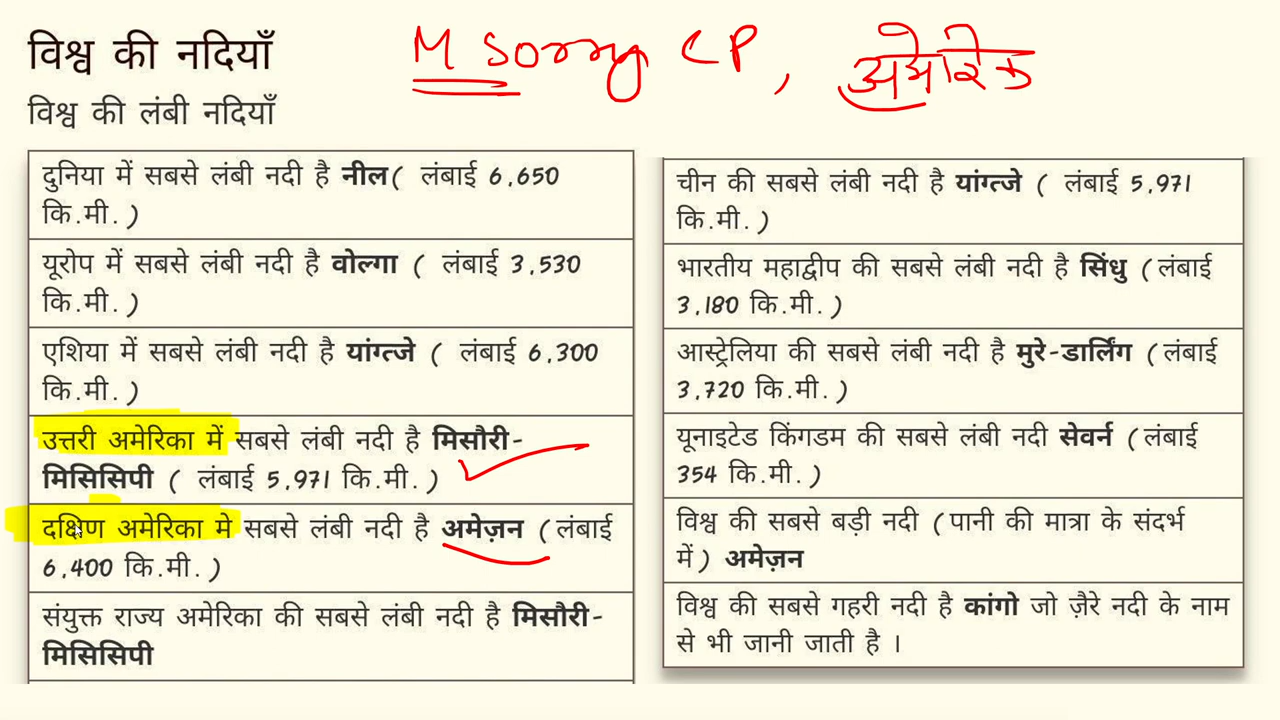 विश्व की नदियाँ
M Sorry CP, अमेरिक
विश्व की लंबी नदियाँ
दुनिया में सबसे लंबी नदी है नील( लंबाई 6,650
कि.मी.)
यूरोप में सबसे लंबी नदी है वोल्गा ( लंबाई 3,530
कि.मी.)
एशिया में सबसे लंबी नदी है यांग्त्जे ( लंबाई 6,300
कि.मी.)
उत्तरी अमेरिका में सबसे लंबी नदी है मिसौरी-
मिसिसिपी ( लंबाई 5,971 कि.मी.)
दक्षिण अमेरिका मे सबसे लंबी नदी है अमेज़न (लंबाई
6,400 कि.मी.)
संयुक्त राज्य अमेरिका की सबसे लंबी नदी है मिसौरी-
मिसिसिपी
चीन की सबसे लंबी नदी है यांग्त्जे ( लंबाई 5,971
कि.मी.)
भारतीय महाद्वीप की सबसे लंबी नदी है सिंधु (लंबाई
3,180 कि.मी.)
आस्ट्रेलिया की सबसे लंबी नदी है मुरे-डार्लिंग (लंबाई
3,720 कि.मी.)
यूनाइटेड किंगडम की सबसे लंबी नदी सेवर्न (लंबाई
354 कि.मी.)
विश्व की सबसे बड़ी नदी (पानी की मात्रा के संदर्भ
में) अमेज़न
विश्व की सबसे गहरी नदी है कांगो जो ज़ैरे नदी के नाम
से भी जानी जाती है ।